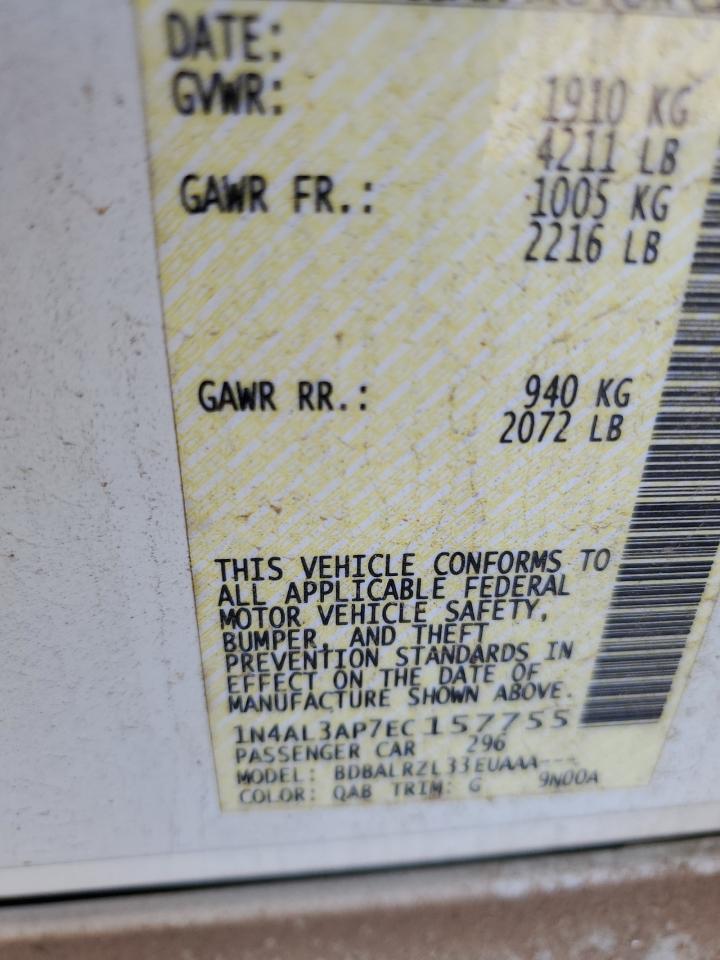 DATE:
GVWR: 1910 KG
4211 LB
GAWR FR.: 1005 KG
2216 LB
GAWR RR.: 940 KG
2072 LB
THIS VEHICLE CONFORMS TO
ALL APPLICABLE FEDERAL
MOTOR VEHICLE SAFETY,
BUMPER, AND THEFT
PREVENTION STANDARDS IN
EFFECT ON THE DATE OF
MANUFACTURE SHOWN ABOVE.
1N4AL3AP7EC157755
PASSENGER CAR 296
MODEL: BDBALRZL33EUAAA---
COLOR: QAB TRIM: G 9N00A